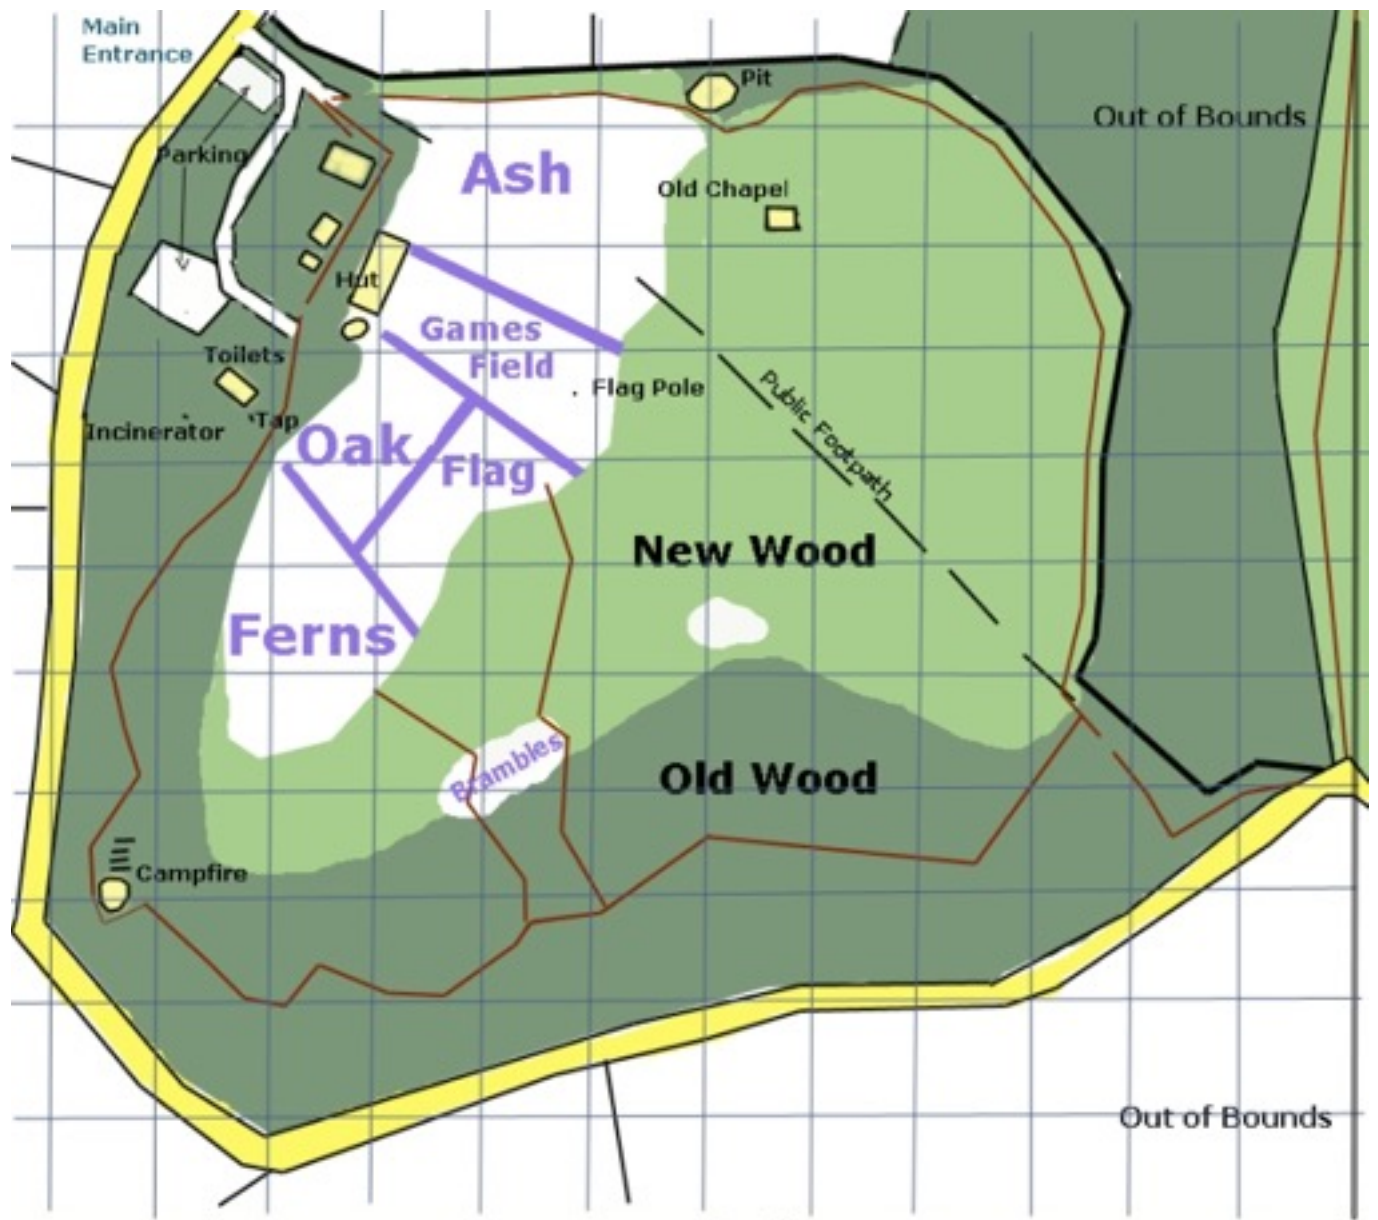 Main
Entrance
Pit
Out of Bounds
Parking
Ash
Old Chapel
Hut
Games
Field
Toilets
Flag Pole
Public Footpath
Incinerator
Tap
Oak
Flag
New Wood
Ferns
Brambles
Old Wood
Campfire
Out of Bounds